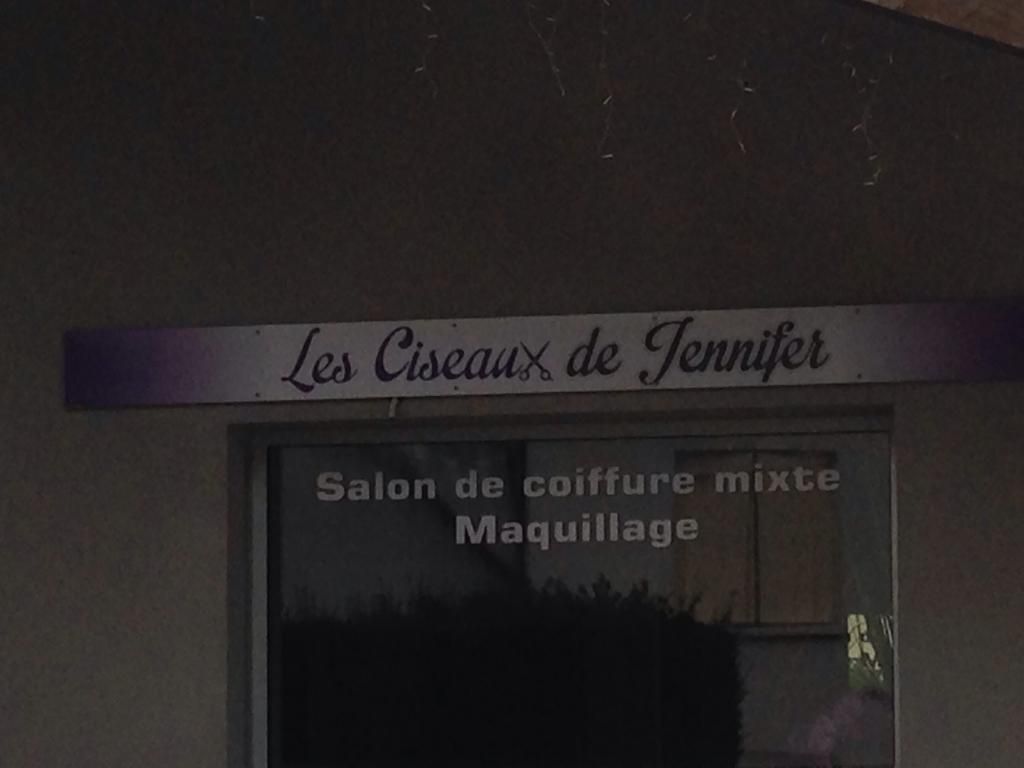 Les Ciseaux de Jennifer
Salon de coiffure mixte
Maquillage